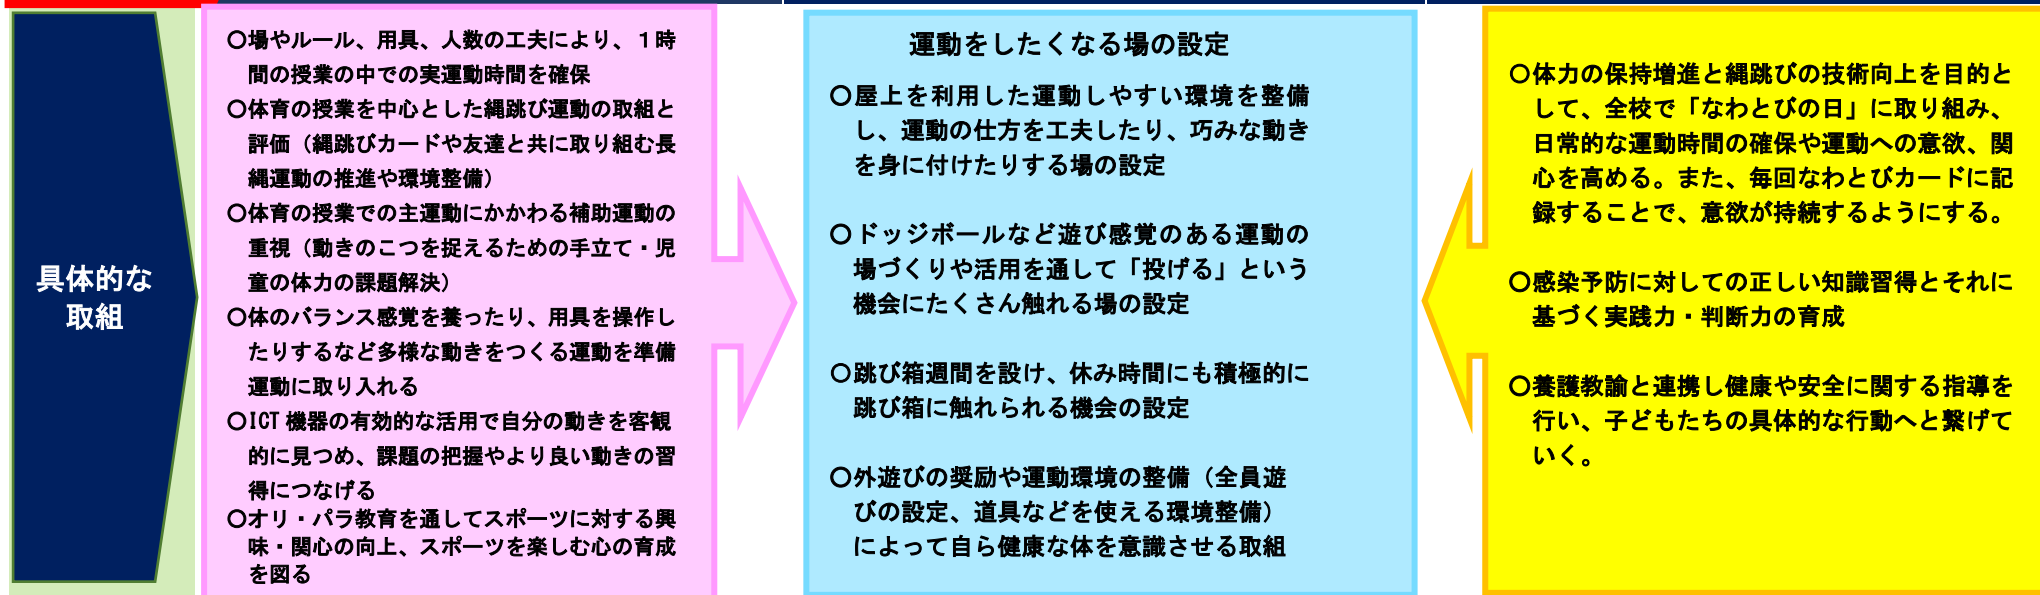 具体的な
取組
〇場やルール、用具、人数の工夫により、１時
間の授業の中での実運動時間を確保
〇体育の授業を中心とした縄跳び運動の取組と
評価（縄跳びカードや友達と共に取り組む長
縄運動の推進や環境整備）
〇体育の授業での主運動にかかわる補助運動の
重視（動きのこつを捉えるための手立て・児
童の体力の課題解決）
〇体のバランス感覚を養ったり、用具を操作し
たりするなど多様な動きをつくる運動を準備
運動に取り入れる
〇ICT 機器の有効的な活用で自分の動きを客観
的に見つめ、課題の把握やより良い動きの習
得につなげる
〇オリ・パラ教育を通してスポーツに対する興
味・関心の向上、スポーツを楽しむ心の育成
を図る
運動をしたくなる場の設定
〇屋上を利用した運動しやすい環境を整備
し、運動の仕方を工夫したり、巧みな動き
を身に付けたりする場の設定
〇ドッジボールなど遊び感覚のある運動の
場づくりや活用を通して「投げる」という
機会にたくさん触れる場の設定
〇跳び箱週間を設け、休み時間にも積極的に
跳び箱に触れられる機会の設定
〇外遊びの奨励や運動環境の整備（全員遊
びの設定、道具などを使える環境整備）
によって自ら健康な体を意識させる取組
〇体力の保持増進と縄跳びの技術向上を目的と
して、全校で「なわとびの日」に取り組み、
日常的な運動時間の確保や運動への意欲、関
心を高める。また、毎回なわとびカードに記
録することで、意欲が持続するようにする。
〇感染予防に対しての正しい知識習得とそれに
基づく実践力・判断力の育成
〇養護教諭と連携し健康や安全に関する指導を
行い、子どもたちの具体的な行動へと繋げて
いく。